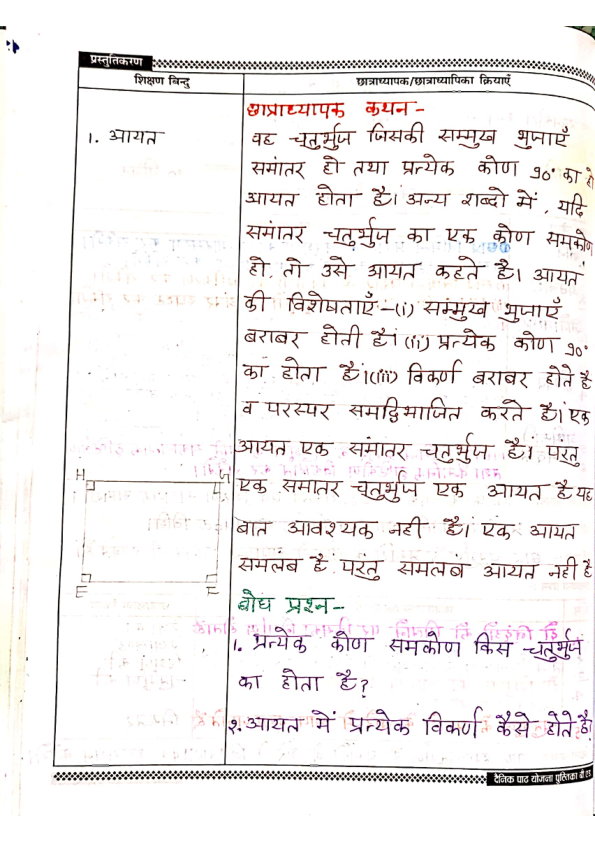 प्रस्तुतिकरण
शिक्षण बिन्दु
छात्राध्यापक/छात्राध्यापिका क्रियाएँ
छात्राध्यापक कथन -
1. आयत
वह चतुर्भुज जिसकी सम्मुख भुजाएँ
समांतर हो तथा प्रत्येक कोण 90° का हो
आयत होता है। अन्य शब्दो में, यदि
समांतर चतुर्भुज का एक कोण समकोण
हो, तो उसे आयत कहते है। आयत
की विशेषताएँ -(i) सम्मुख भुजाएँ
बराबर होती है। (ii) प्रत्येक कोण 90°
का होता है।(iii) विकर्ण बराबर होते है
व परस्पर समद्विभाजित करते है। एक
आयत एक समांतर चतुर्भुज है। परंतु
एक समातर चतुर्भुज एक आयत है यह
बात आवश्यक नही है। एक आयत
समलब है परंतु समलब आयत नही है
H G
E F
बोध प्रश्न-
1. प्रत्येक कोण समकोण किस चतुर्भुज
का होता है?
२. आयत में प्रत्येक विकर्ण कैसे होते है।
दैनिक पाठ योजना पुस्तिका बी एड